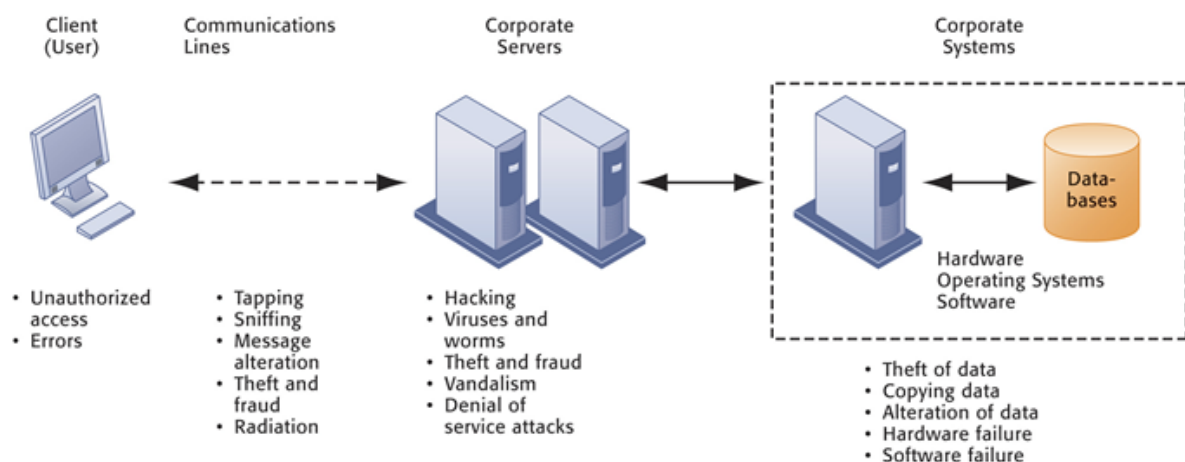 Client
(User)
Communications
Lines
Corporate
Servers
Corporate
Systems
Data-
bases
Hardware
Operating Systems
Software
• Unauthorized
access
• Errors
• Tapping
• Sniffing
• Message
alteration
• Theft and
fraud
• Radiation
• Hacking
• Viruses and
worms
• Theft and fraud
• Vandalism
• Denial of
service attacks
• Theft of data
• Copying data
• Alteration of data
• Hardware failure
• Software failure